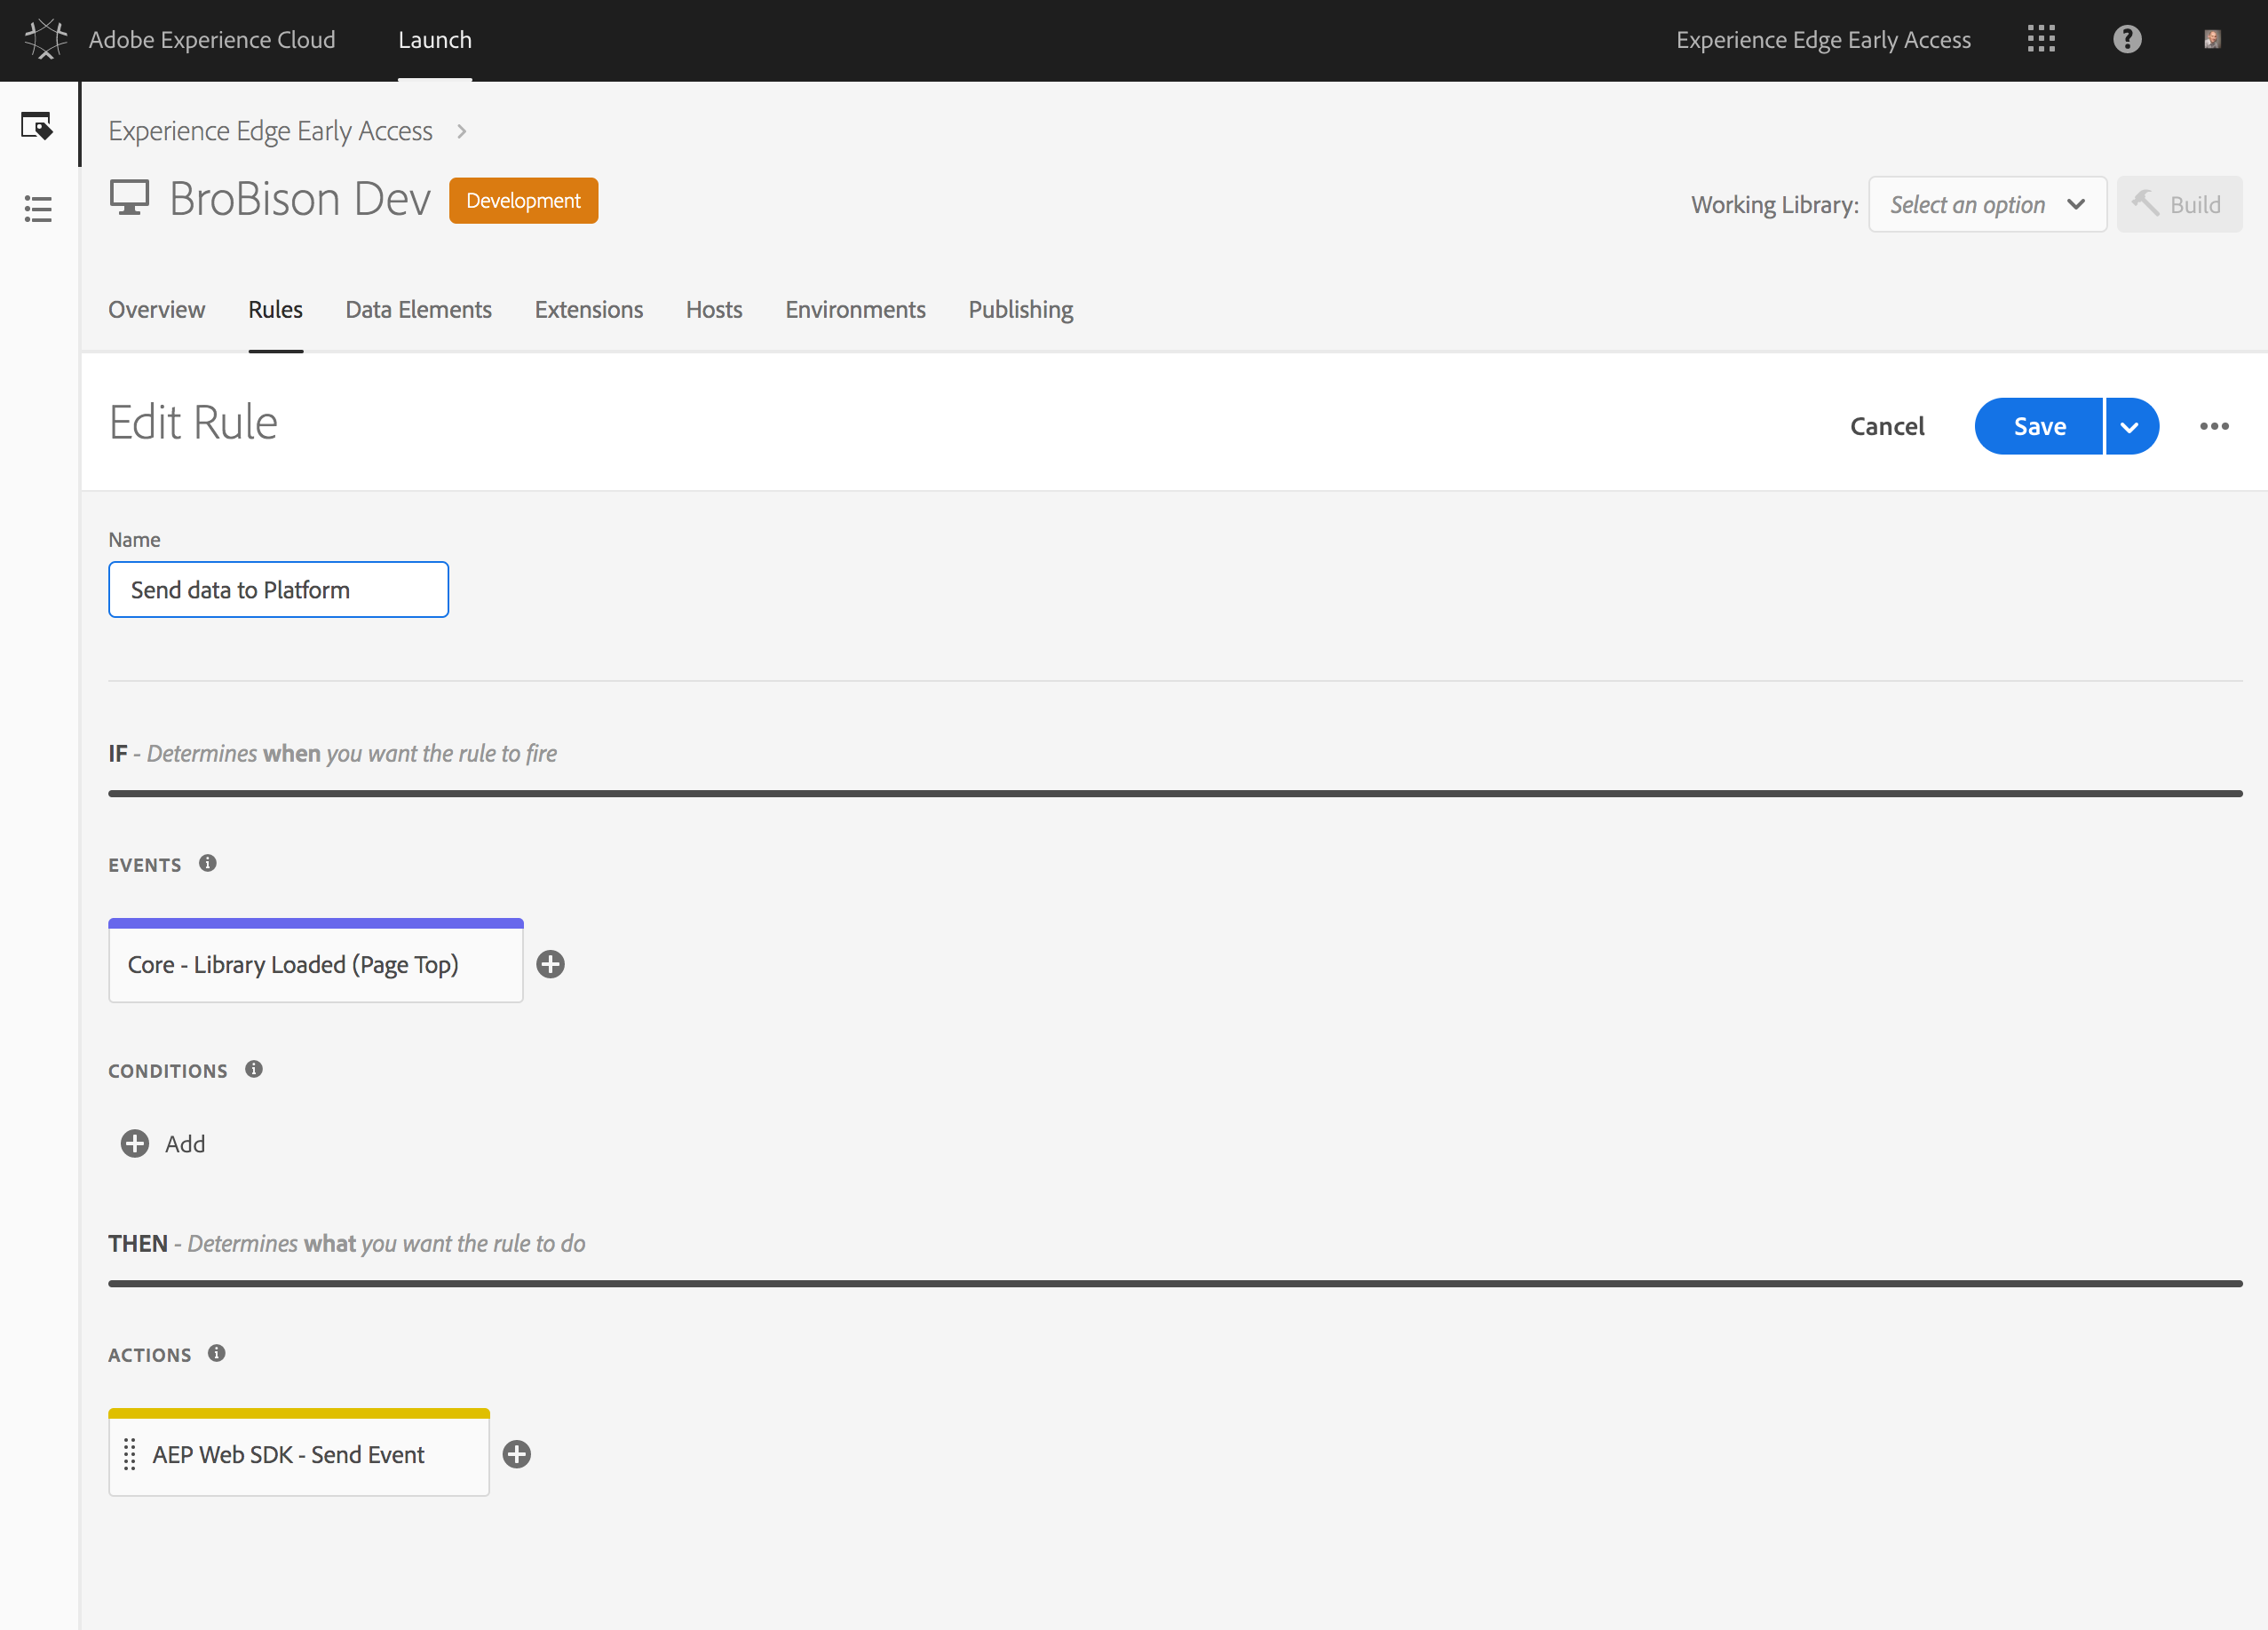 Adobe Experience Cloud Launch Experience Edge Early Access
Experience Edge Early Access
BroBison Dev Development Working Library: Select an option Build
Overview Rules Data Elements Extensions Hosts Environments Publishing
Edit Rule Cancel Save
Name
Send data to Platform
IF - Determines when you want the rule to fire
EVENTS
Core - Library Loaded (Page Top)
CONDITIONS
Add
THEN - Determines what you want the rule to do
ACTIONS
AEP Web SDK - Send Event